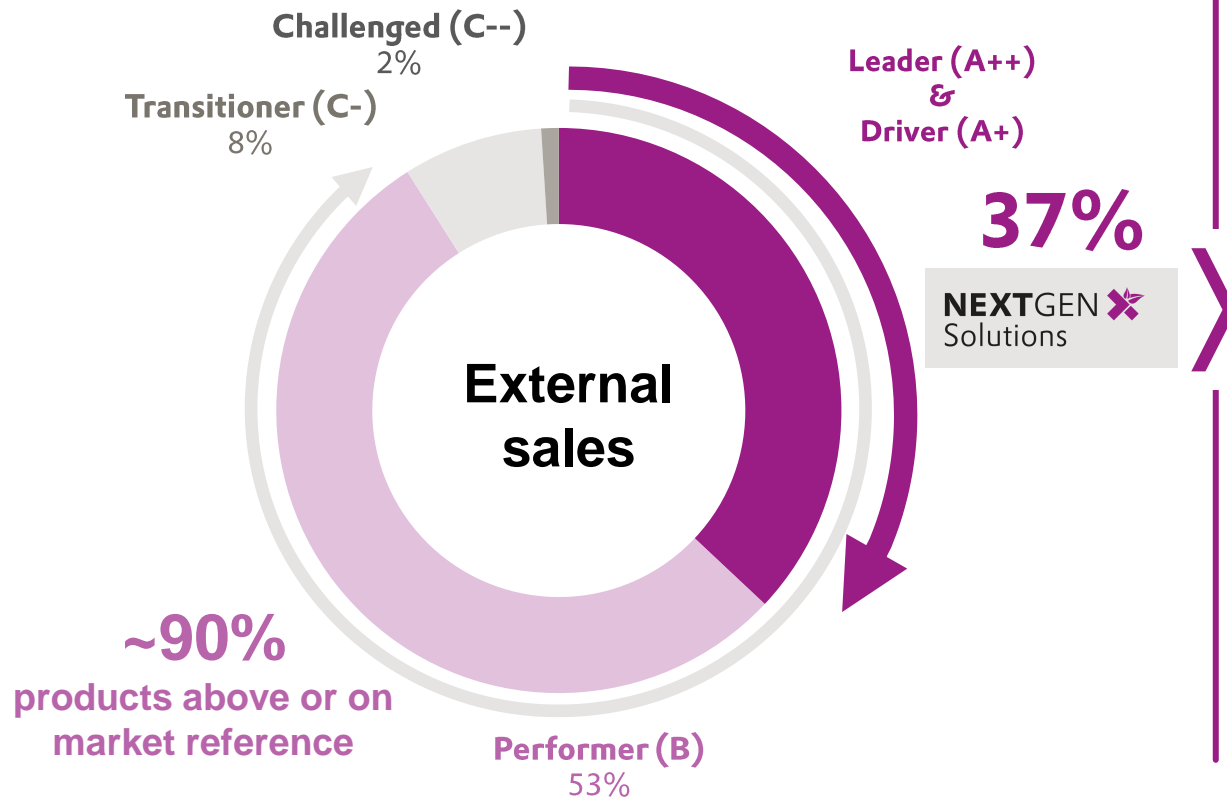 Challenged (C--)
2%
Transitioner (C-)
8%
Leader (A++)
&
Driver (A+)
37%
NEXTGEN
Solutions
External
sales
~90%
products above or on
market reference
Performer (B)
53%